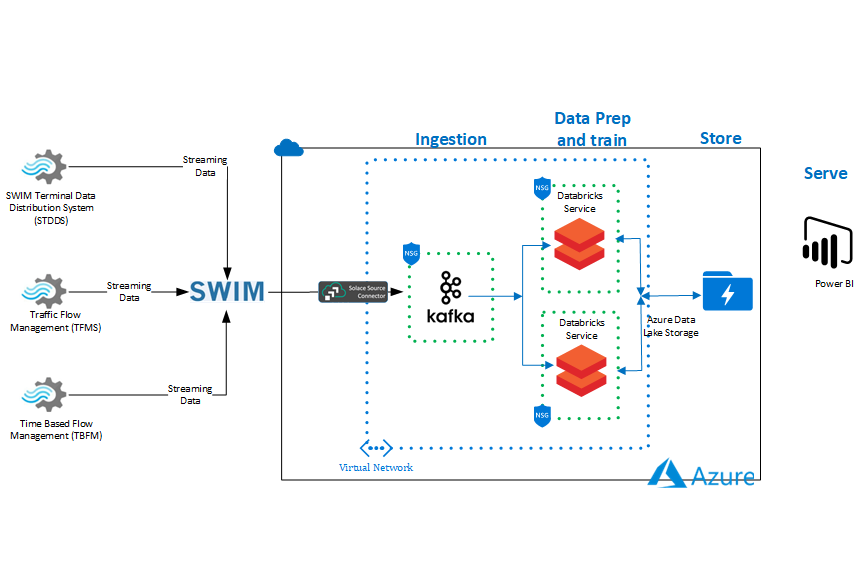 Data Prep
and train
Ingestion
Store
Serve
Streaming
Data
SWIM Terminal Data
Distribution System
(STDDS)
NSG
Databricks
Service
NSG
Streaming
Data
SWIM
Solace Source
Connector
kafka
Power BI
Traffic Flow
Management (TFMS)
Databricks
Service
Azure Data
Lake Storage
Streaming
Data
Time Based Flow
Management (TBFM)
NSG
Virtual Network
Azure